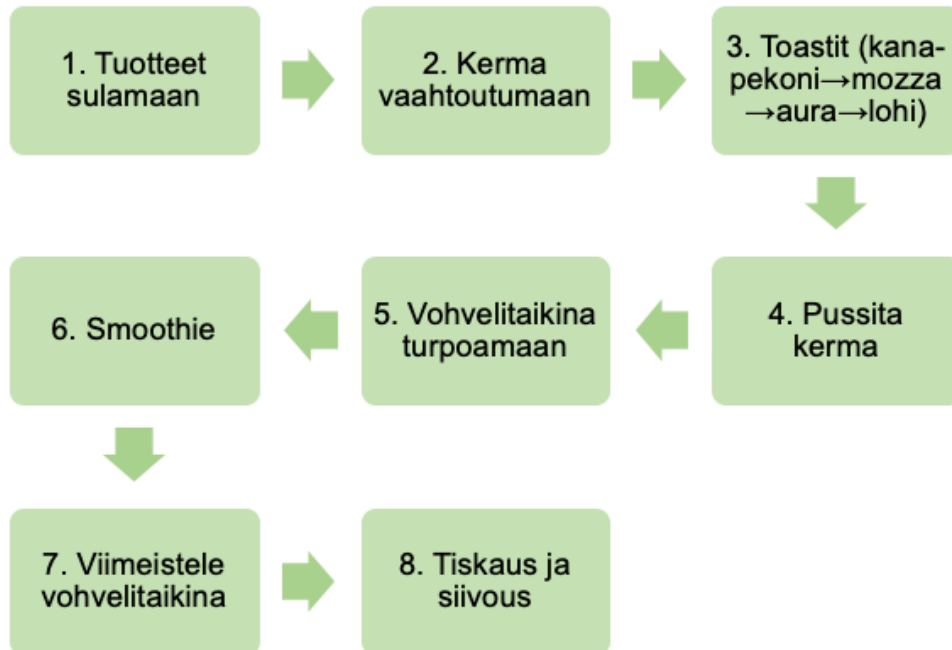 1. Tuotteet
sulamaan
2. Kerma
vaahtoutumaan
3. Toastit (kana-
pekoni→mozza
→aura→lohi)
4. Pussita
kerma
5. Vohvelitaikina
turpoamaan
6. Smoothie
7. Viimeistele
vohvelitaikina
8. Tiskaus ja
siivous